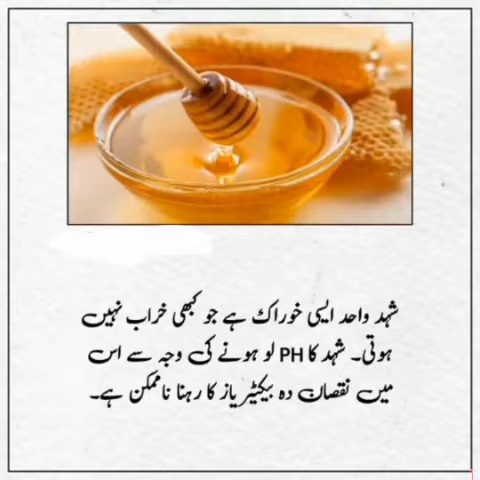 شہد واحد ایسی خوراک ہے جو کبھی خراب نہیں
ہوتی۔ شہد کا PH لو ہونے کی وجہ سے اس
میں نقصان دہ بیکٹیریاز کا رہنا ناممکن ہے۔